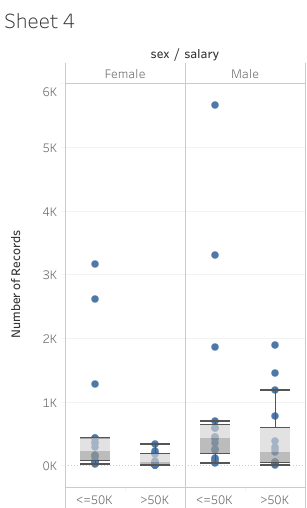 Sheet 4
sex / salary
Female Male
6K
5K
4K
3K
2K
1K
0K
Number of Records
<=50K >50K <=50K >50K